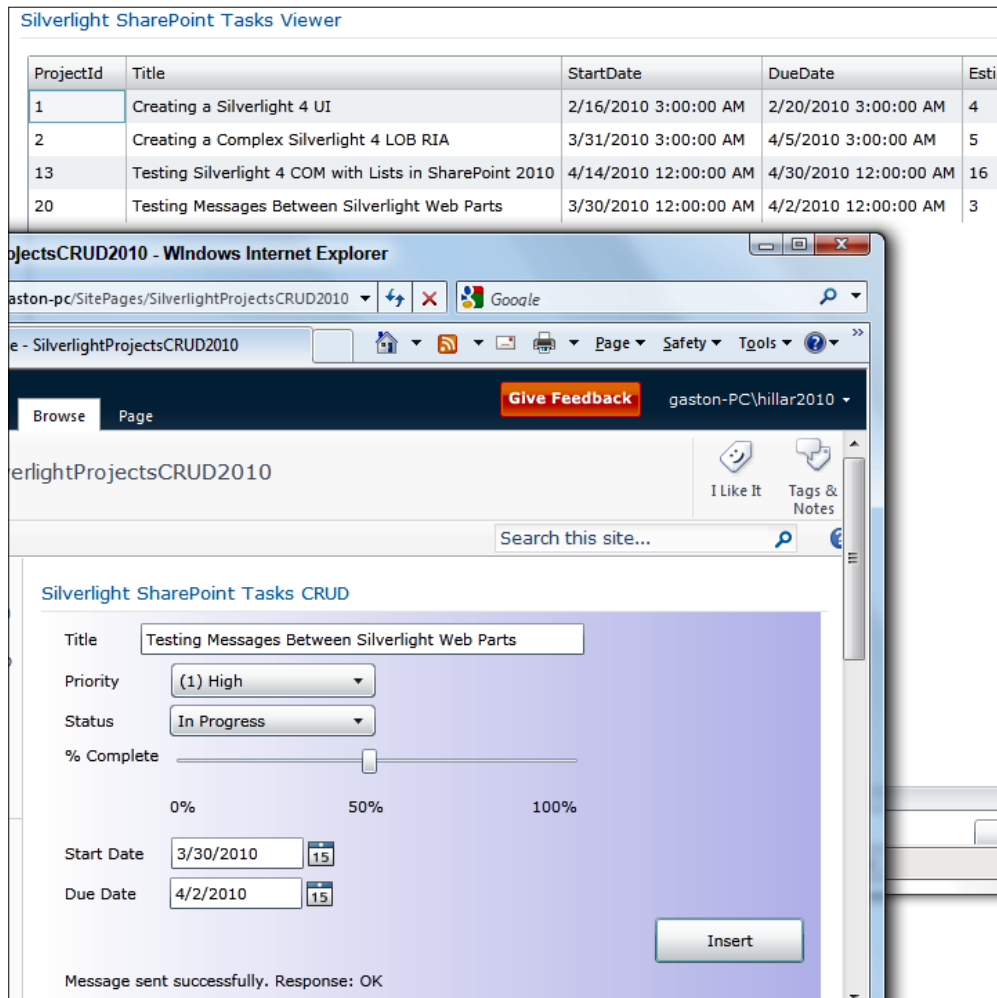 Silverlight SharePoint Tasks Viewer
ProjectId Title StartDate DueDate Esti
1 Creating a Silverlight 4 UI 2/16/2010 3:00:00 AM 2/20/2010 3:00:00 AM 4
2 Creating a Complex Silverlight 4 LOB RIA 3/31/2010 3:00:00 AM 4/5/2010 3:00:00 AM 5
13 Testing Silverlight 4 COM with Lists in SharePoint 2010 4/14/2010 12:00:00 AM 4/30/2010 12:00:00 AM 16
20 Testing Messages Between Silverlight Web Parts 3/30/2010 12:00:00 AM 4/2/2010 12:00:00 AM 3
ojectsCRUD2010 - WIndows Internet Explorer
aston-pc/SitePages/SilverlightProjectsCRUD2010 Google
e - SilverlightProjectsCRUD2010 Page Safety Tools
Give Feedback gaston-PC\hillar2010
Browse Page
erlightProjectsCRUD2010
I Like It Tags &
Notes
Search this site...
Silverlight SharePoint Tasks CRUD
Title Testing Messages Between Silverlight Web Parts
Priority (1) High
Status In Progress
% Complete
0% 50% 100%
Start Date 3/30/2010 15
Due Date 4/2/2010 15
Insert
Message sent successfully. Response: OK